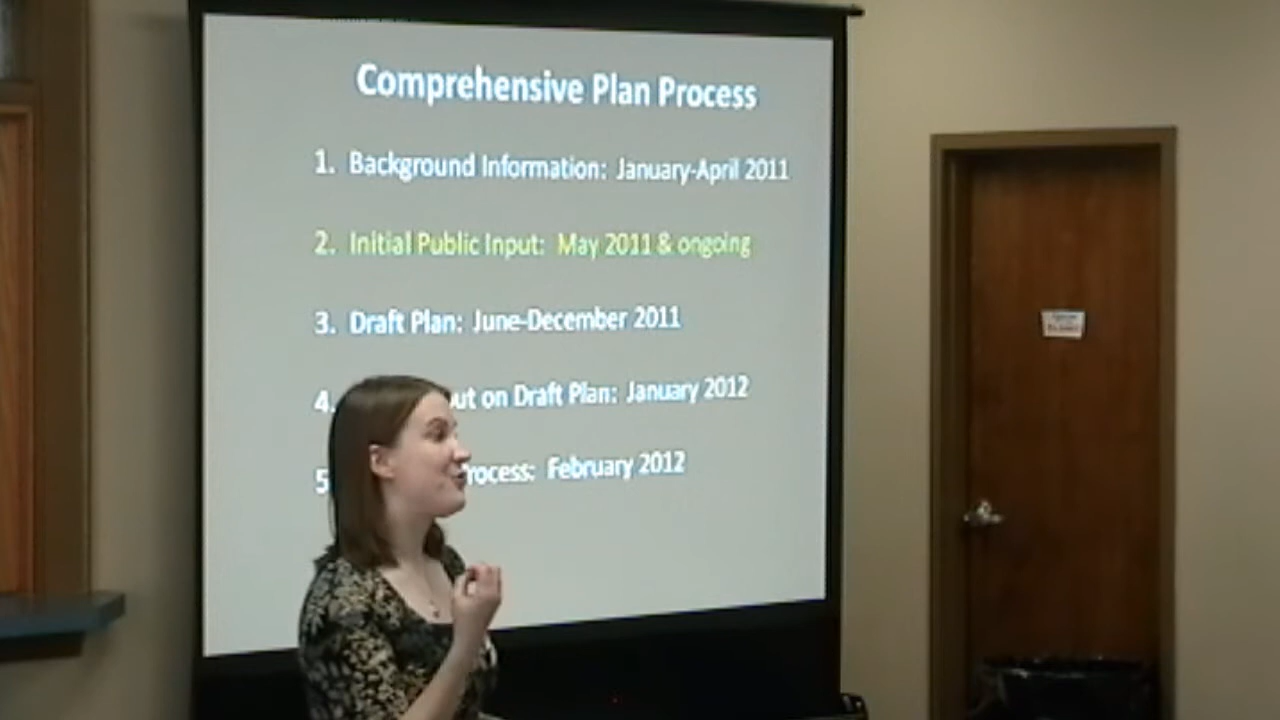 Comprehensive Plan Process
1. Background Information: January-April 2011
2. Initial Public Input: May 2011 & ongoing
3. Draft Plan: June-December 2011
4. ut on Draft Plan: January 2012
5 rocess: February 2012